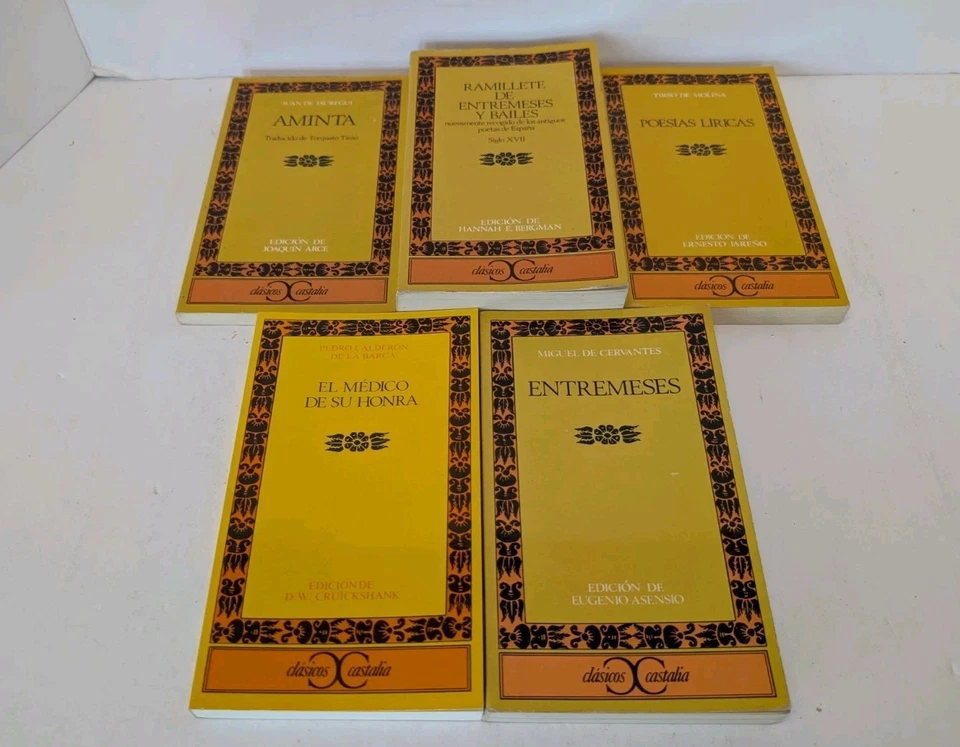 JUAN DE JÁUREGUI
AMINTA
Traducido de Torquato Tasso
EDICIÓN DE
JOAQUÍN ARCE
clásicos castalia
RAMILLETE
DE
ENTREMESES
Y BAILES
nuevamente recogido de los antiguos
poetas de España
Siglo XVII
EDICIÓN DE
HANNAH E. BERGMAN
clásicos castalia
TIRSO DE MOLINA
POESÍAS LÍRICAS
EDICIÓN DE
ERNESTO JAREÑO
clásicos castalia
PEDRO CALDERÓN
DE LA BARCA
EL MÉDICO
DE SU HONRA
EDICIÓN DE
D. W. CRUICKSHANK
clásicos castalia
MIGUEL DE CERVANTES
ENTREMESES
EDICIÓN DE
EUGENIO ASENSIO
clásicos castalia